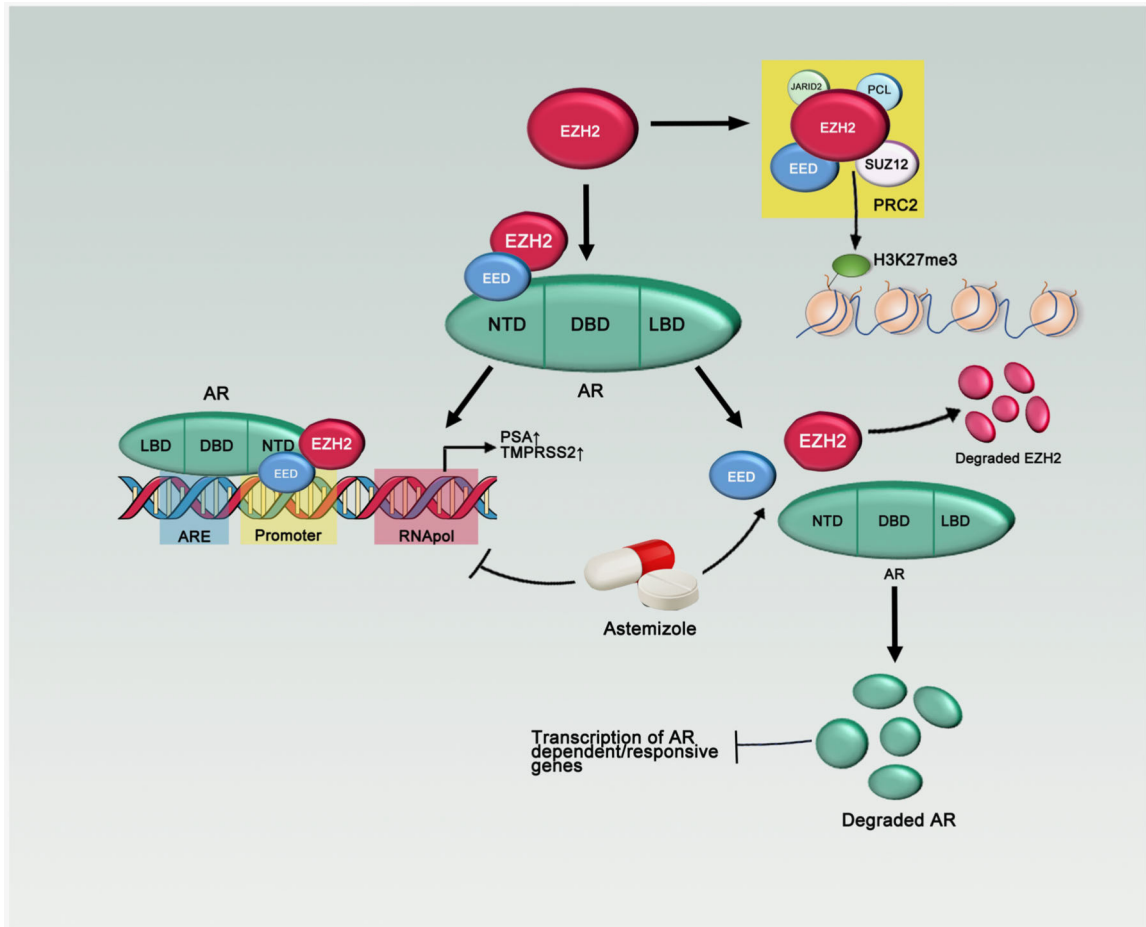 JARID2
PCL
EZH2
EZH2
EED
SUZ12
PRC2
EZH2
EED
H3K27me3
NTD DBD LBD
AR
AR
PSA↑
TMPRSS2↑
LBD DBD NTD EZH2
EED
ARE Promoter RNApol
EZH2
Degraded EZH2
EED
NTD DBD LBD
AR
Astemizole
Transcription of AR
dependent/responsive
genes
Degraded AR